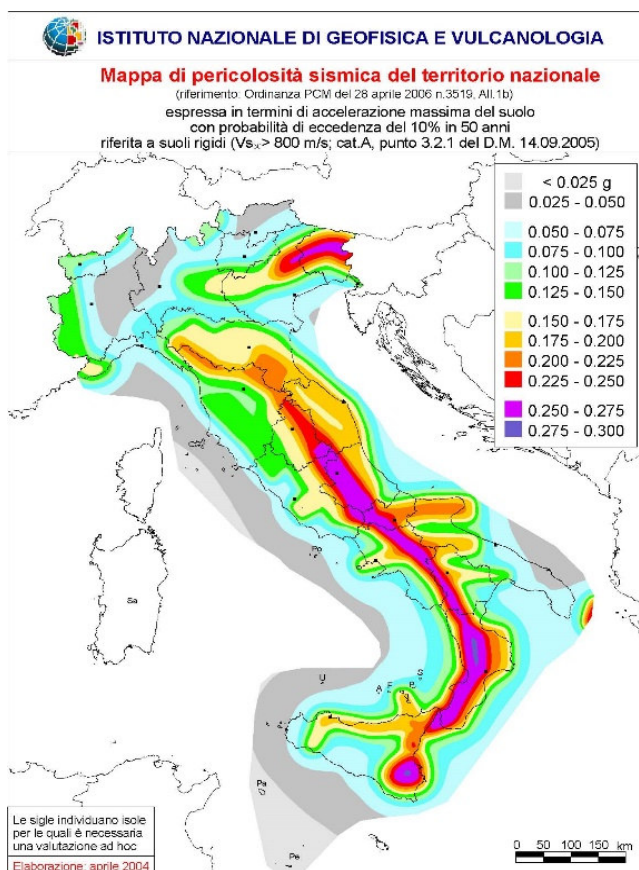 ISTITUTO NAZIONALE DI GEOFISICA E VULCANOLOGIA
Mappa di pericolosità sismica del territorio nazionale
(riferimento: Ordinanza PCM del 28 aprile 2006 n.3519, All.1b)
espressa in termini di accelerazione massima del suolo
con probabilità di eccedenza del 10% in 50 anni
riferita a suoli rigidi (Vs > 800 m/s; cat.A, punto 3.2.1 del D.M. 14.09.2005)
< 0.025 g
0.025 - 0.050
0.050 - 0.075
0.075 - 0.100
0.100 - 0.125
0.125 - 0.150
0.150 - 0.175
0.175 - 0.200
0.200 - 0.225
0.225 - 0.250
0.250 - 0.275
0.275 - 0.300
Po
Sa
U
A
Pa
Pe
Le sigle individuano isole
per le quali è necessaria
una valutazione ad hoc
Elaborazione: aprile 2004
0 50 100 150 km